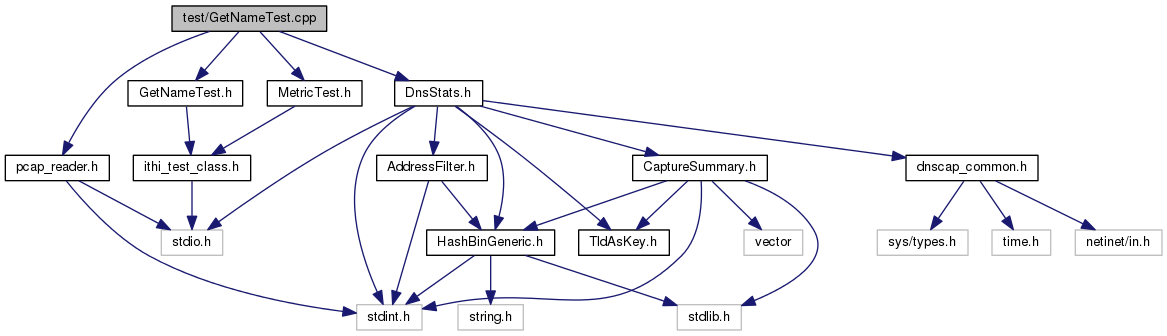 test/GetNameTest.cpp
GetNameTest.h
MetricTest.h
DnsStats.h
pcap_reader.h
ithi_test_class.h
AddressFilter.h
CaptureSummary.h
dnscap_common.h
stdio.h
HashBinGeneric.h
TldAsKey.h
vector
sys/types.h
time.h
netinet/in.h
stdint.h
string.h
stdlib.h